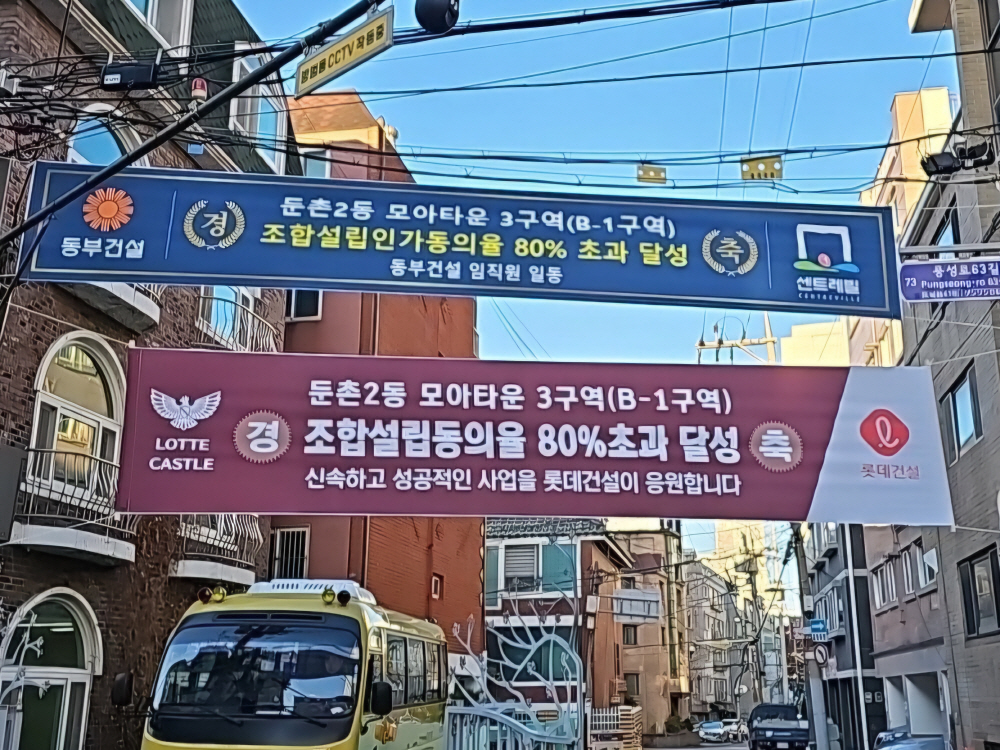 방범용 CCTV 작동중
둔촌2동 모아타운 3구역(B-1구역)
경 조합설립인가동의율 80% 초과 달성 축
동부건설 임직원 일동
동부건설
센트레빌
CENTREVILLE
풍성로63길
73 Pungseong-ro 63
둔촌2동 모아타운 3구역(B-1구역)
경 조합설립동의율 80%초과 달성 축
신속하고 성공적인 사업을 롯데건설이 응원합니다
LOTTE
CASTLE
롯데건설